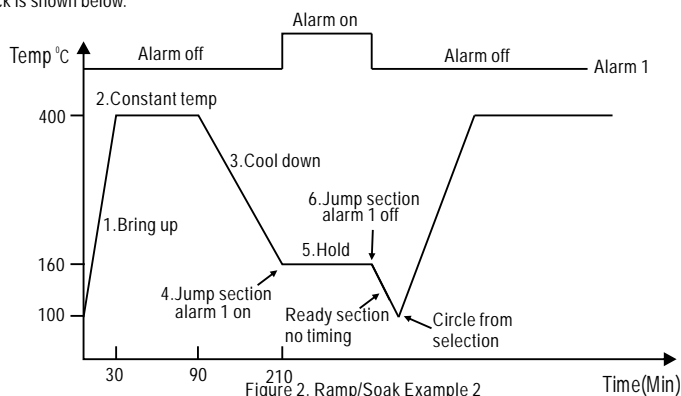 ck is shown below.
Alarm on
Temp °C
Alarm off
Alarm off
Alarm 1
2.Constant temp
400
3.Cool down
6.Jump section
alarm 1 off
1.Bring up
5.Hold
160
4.Jump section
alarm 1 on
Ready section
no timing
100
Circle from
selection
30
90
210
Figure 2. Ramp/Soak Example 2
Time(Min)